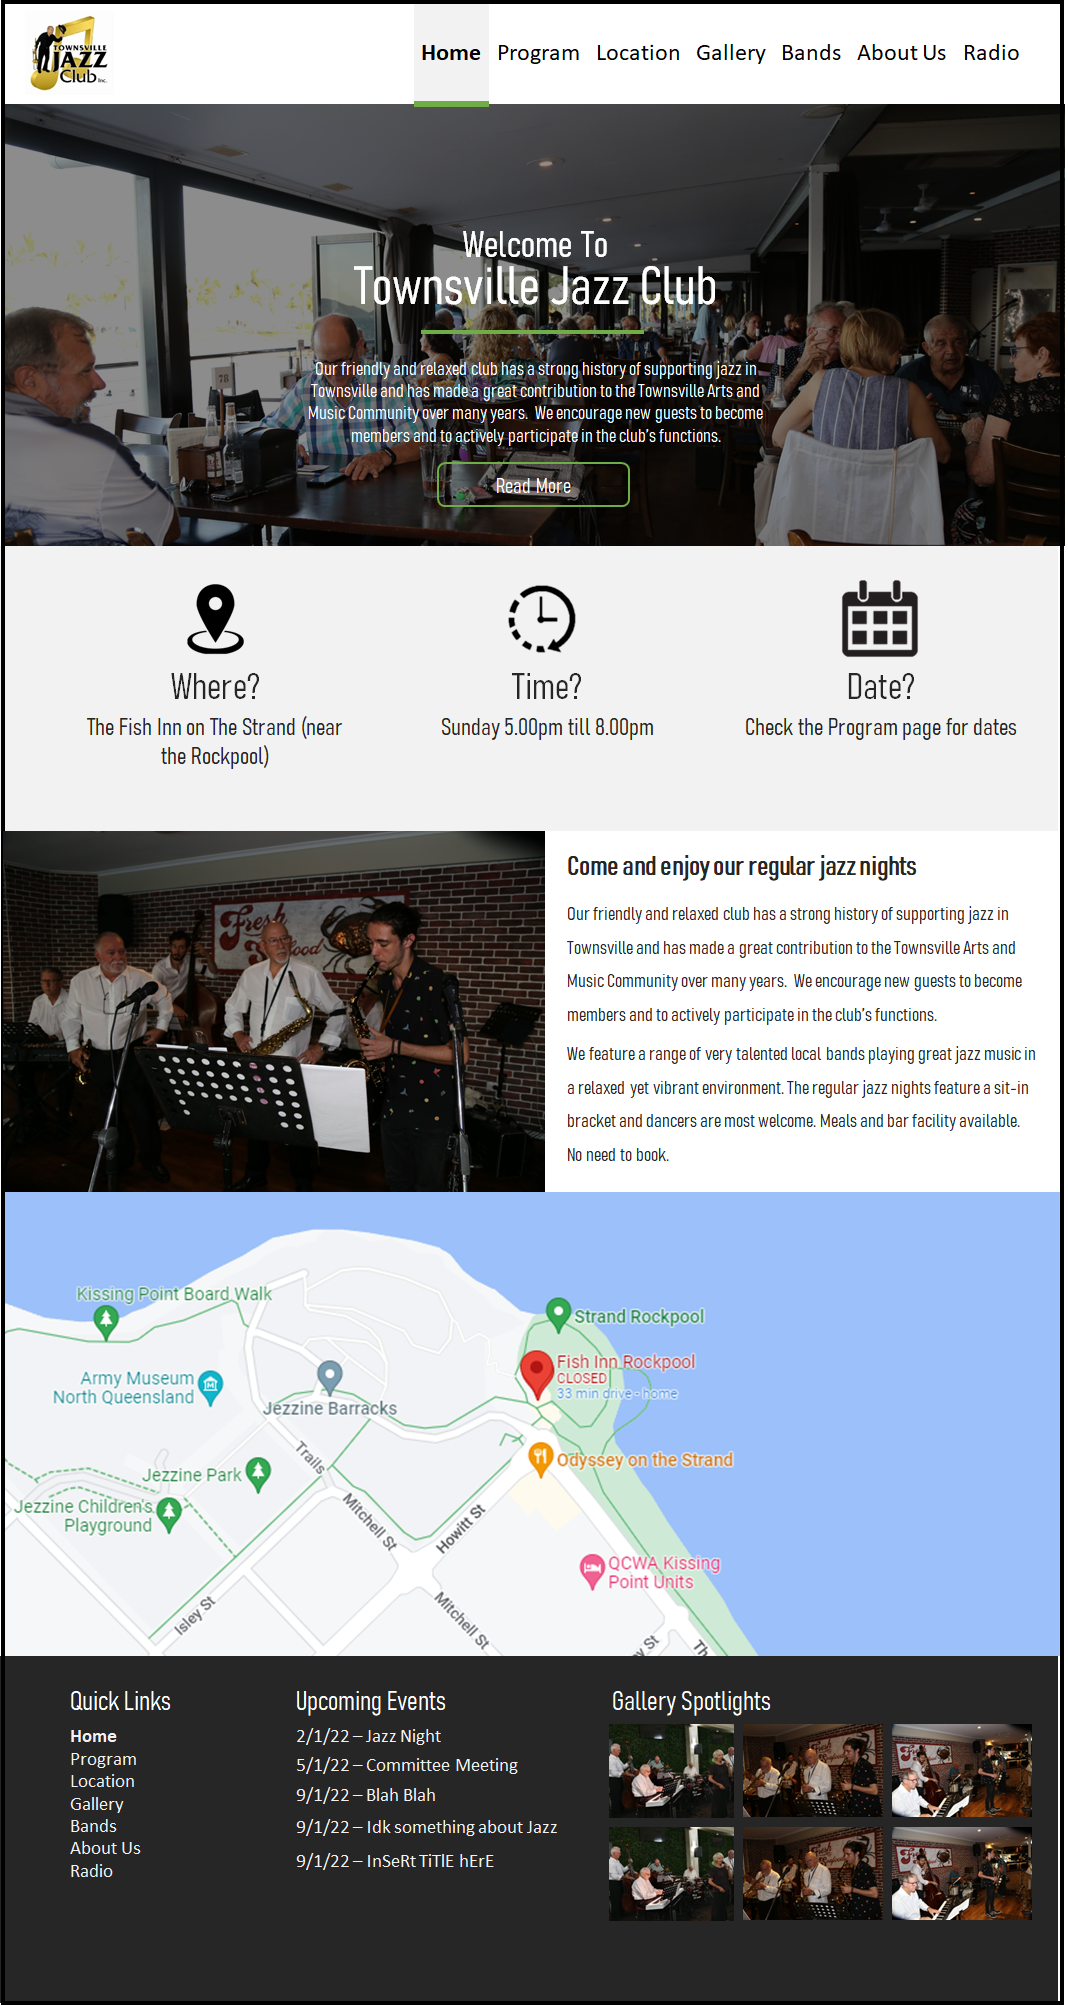 TOWNSVILLE
JAZZ
Club Inc.
Home Program Location Gallery Bands About Us Radio
Welcome To
Townsville Jazz Club
78
Our friendly and relaxed club has a strong history of supporting jazz in
Townsville and has made a great contribution to the Townsville Arts and
Music Community over many years. We encourage new guests to become
members and to actively participate in the club's functions.
Read More
Where?
The Fish Inn on The Strand (near
the Rockpool)
Time?
Sunday 5.00pm till 8.00pm
Date?
Check the Program page for dates
Fresh
Come and enjoy our regular jazz nights
Our friendly and relaxed club has a strong history of supporting jazz in
Townsville and has made a great contribution to the Townsville Arts and
Music Community over many years. We encourage new guests to become
members and to actively participate in the club's functions.
We feature a range of very talented local bands playing great jazz music in
a relaxed yet vibrant environment. The regular jazz nights feature a sit-in
bracket and dancers are most welcome. Meals and bar facility available.
No need to book.
Kissing Point Board Walk
Strand Rockpool
Army Museum
North Queensland
Fish Inn Rockpool
CLOSED
33 min drive - home
Jezzine Barracks
Trails
Odyssey on the Strand
Jezzine Park
Jezzine Children's
Playground
Mitchell St
Howitt St
QCWA Kissing
Point Units
Isley St
Mitchell St
y St
Th
Quick Links
Home
Program
Location
Gallery
Bands
About Us
Radio
Upcoming Events
2/1/22 – Jazz Night
5/1/22 – Committee Meeting
9/1/22 – Blah Blah
9/1/22 – Idk something about Jazz
9/1/22 – InSeRt TiTlE hErE
Gallery Spotlights